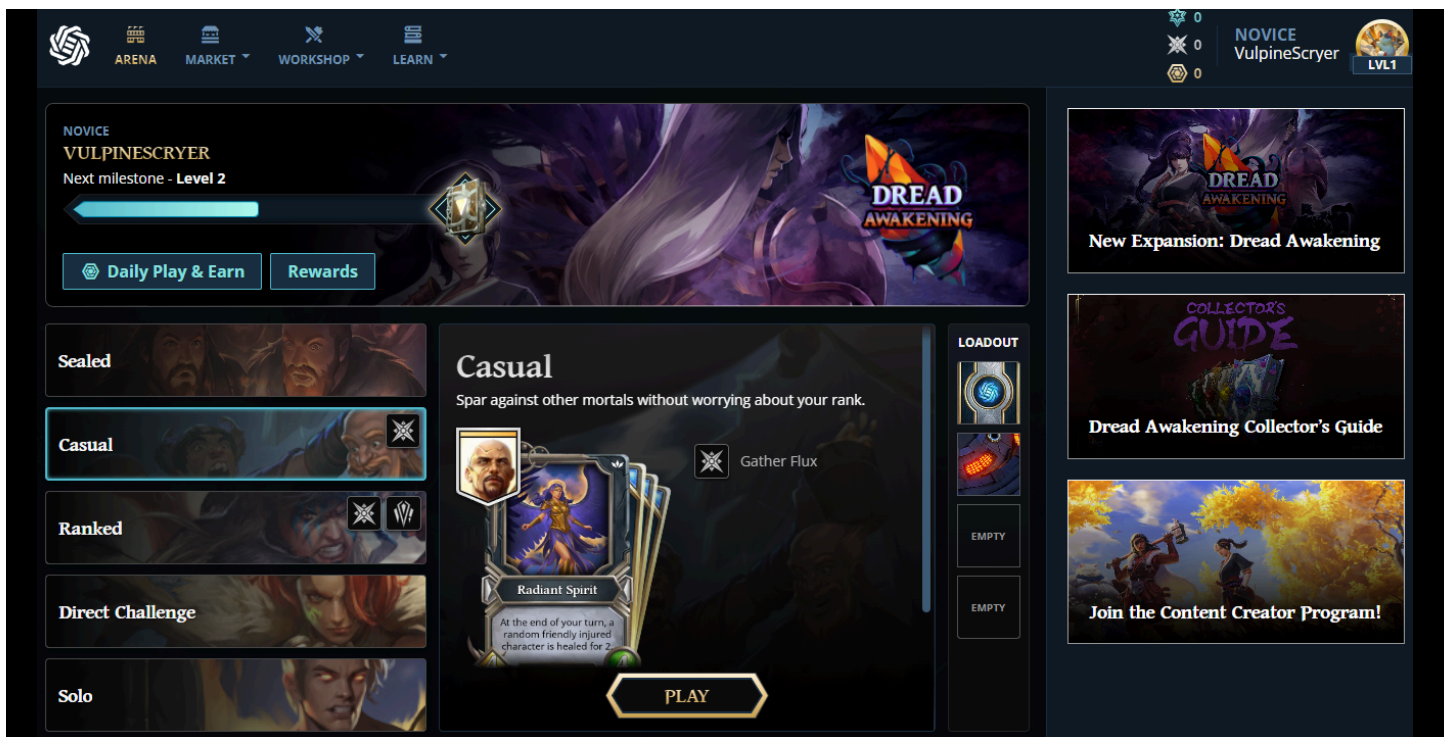 ARENA
MARKET
WORKSHOP
LEARN
0
0
0
NOVICE
VulpineScryer
LVL1
NOVICE
VULPINESCRYER
Next milestone - Level 2
Daily Play & Earn
Rewards
DREAD
AWAKENING
Sealed
Casual
Ranked
Direct Challenge
Solo
Casual
Spar against other mortals without worrying about your rank.
Gather Flux
Radiant Spirit
At the end of your turn, a
random friendly injured
character is healed for 2.
PLAY
LOADOUT
EMPTY
EMPTY
DREAD
AWAKENING
New Expansion: Dread Awakening
COLLECTOR'S
GUIDE
Dread Awakening Collector's Guide
Join the Content Creator Program!